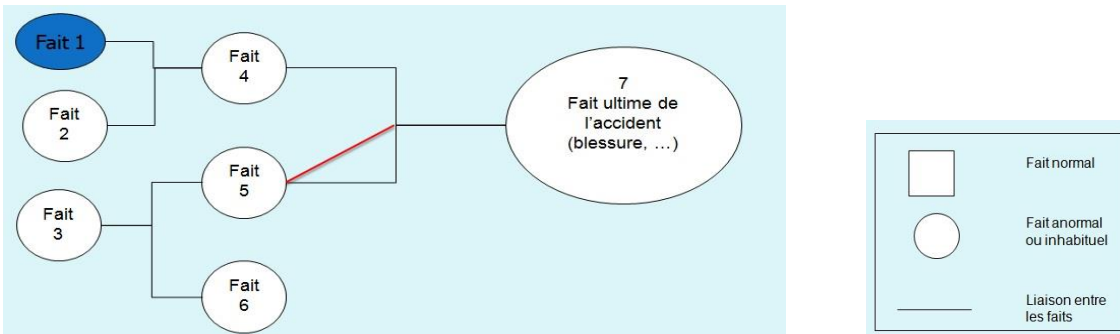 Fait 1
Fait
2
Fait
3
Fait
4
Fait
5
Fait
6
7
Fait ultime de
l'accident
(blessure, ...)
Fait normal
Fait anormal
ou inhabituel
Liaison entre
les faits